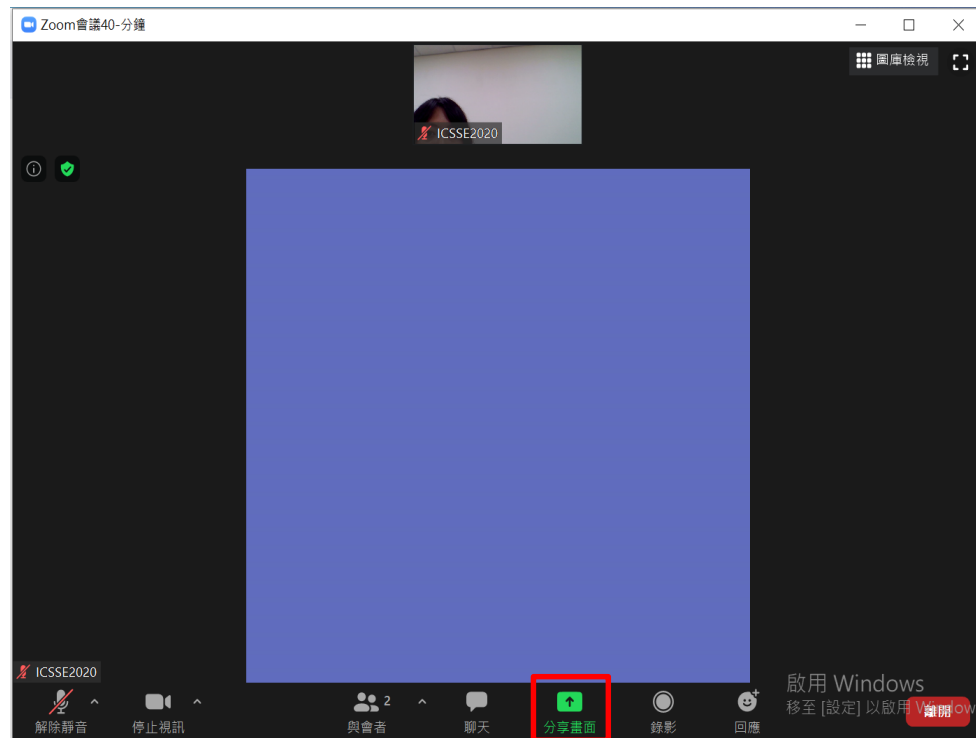 Zoom會議40-分鐘
圖庫檢視
ICSSE2020
ICSSE2020
啟用 Windows
移至 [設定] 以啟用 Windows
離開
解除靜音
停止視訊
2
與會者
聊天
分享畫面
錄影
回應